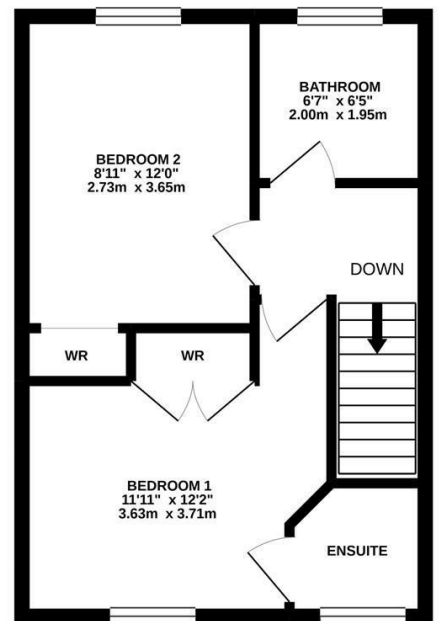 BATHROOM
6'7" x 6'5"
2.00m x 1.95m
BEDROOM 2
8'11" x 12'0"
2.73m x 3.65m
DOWN
WR
WR
BEDROOM 1
11'11" x 12'2"
3.63m x 3.71m
ENSUITE